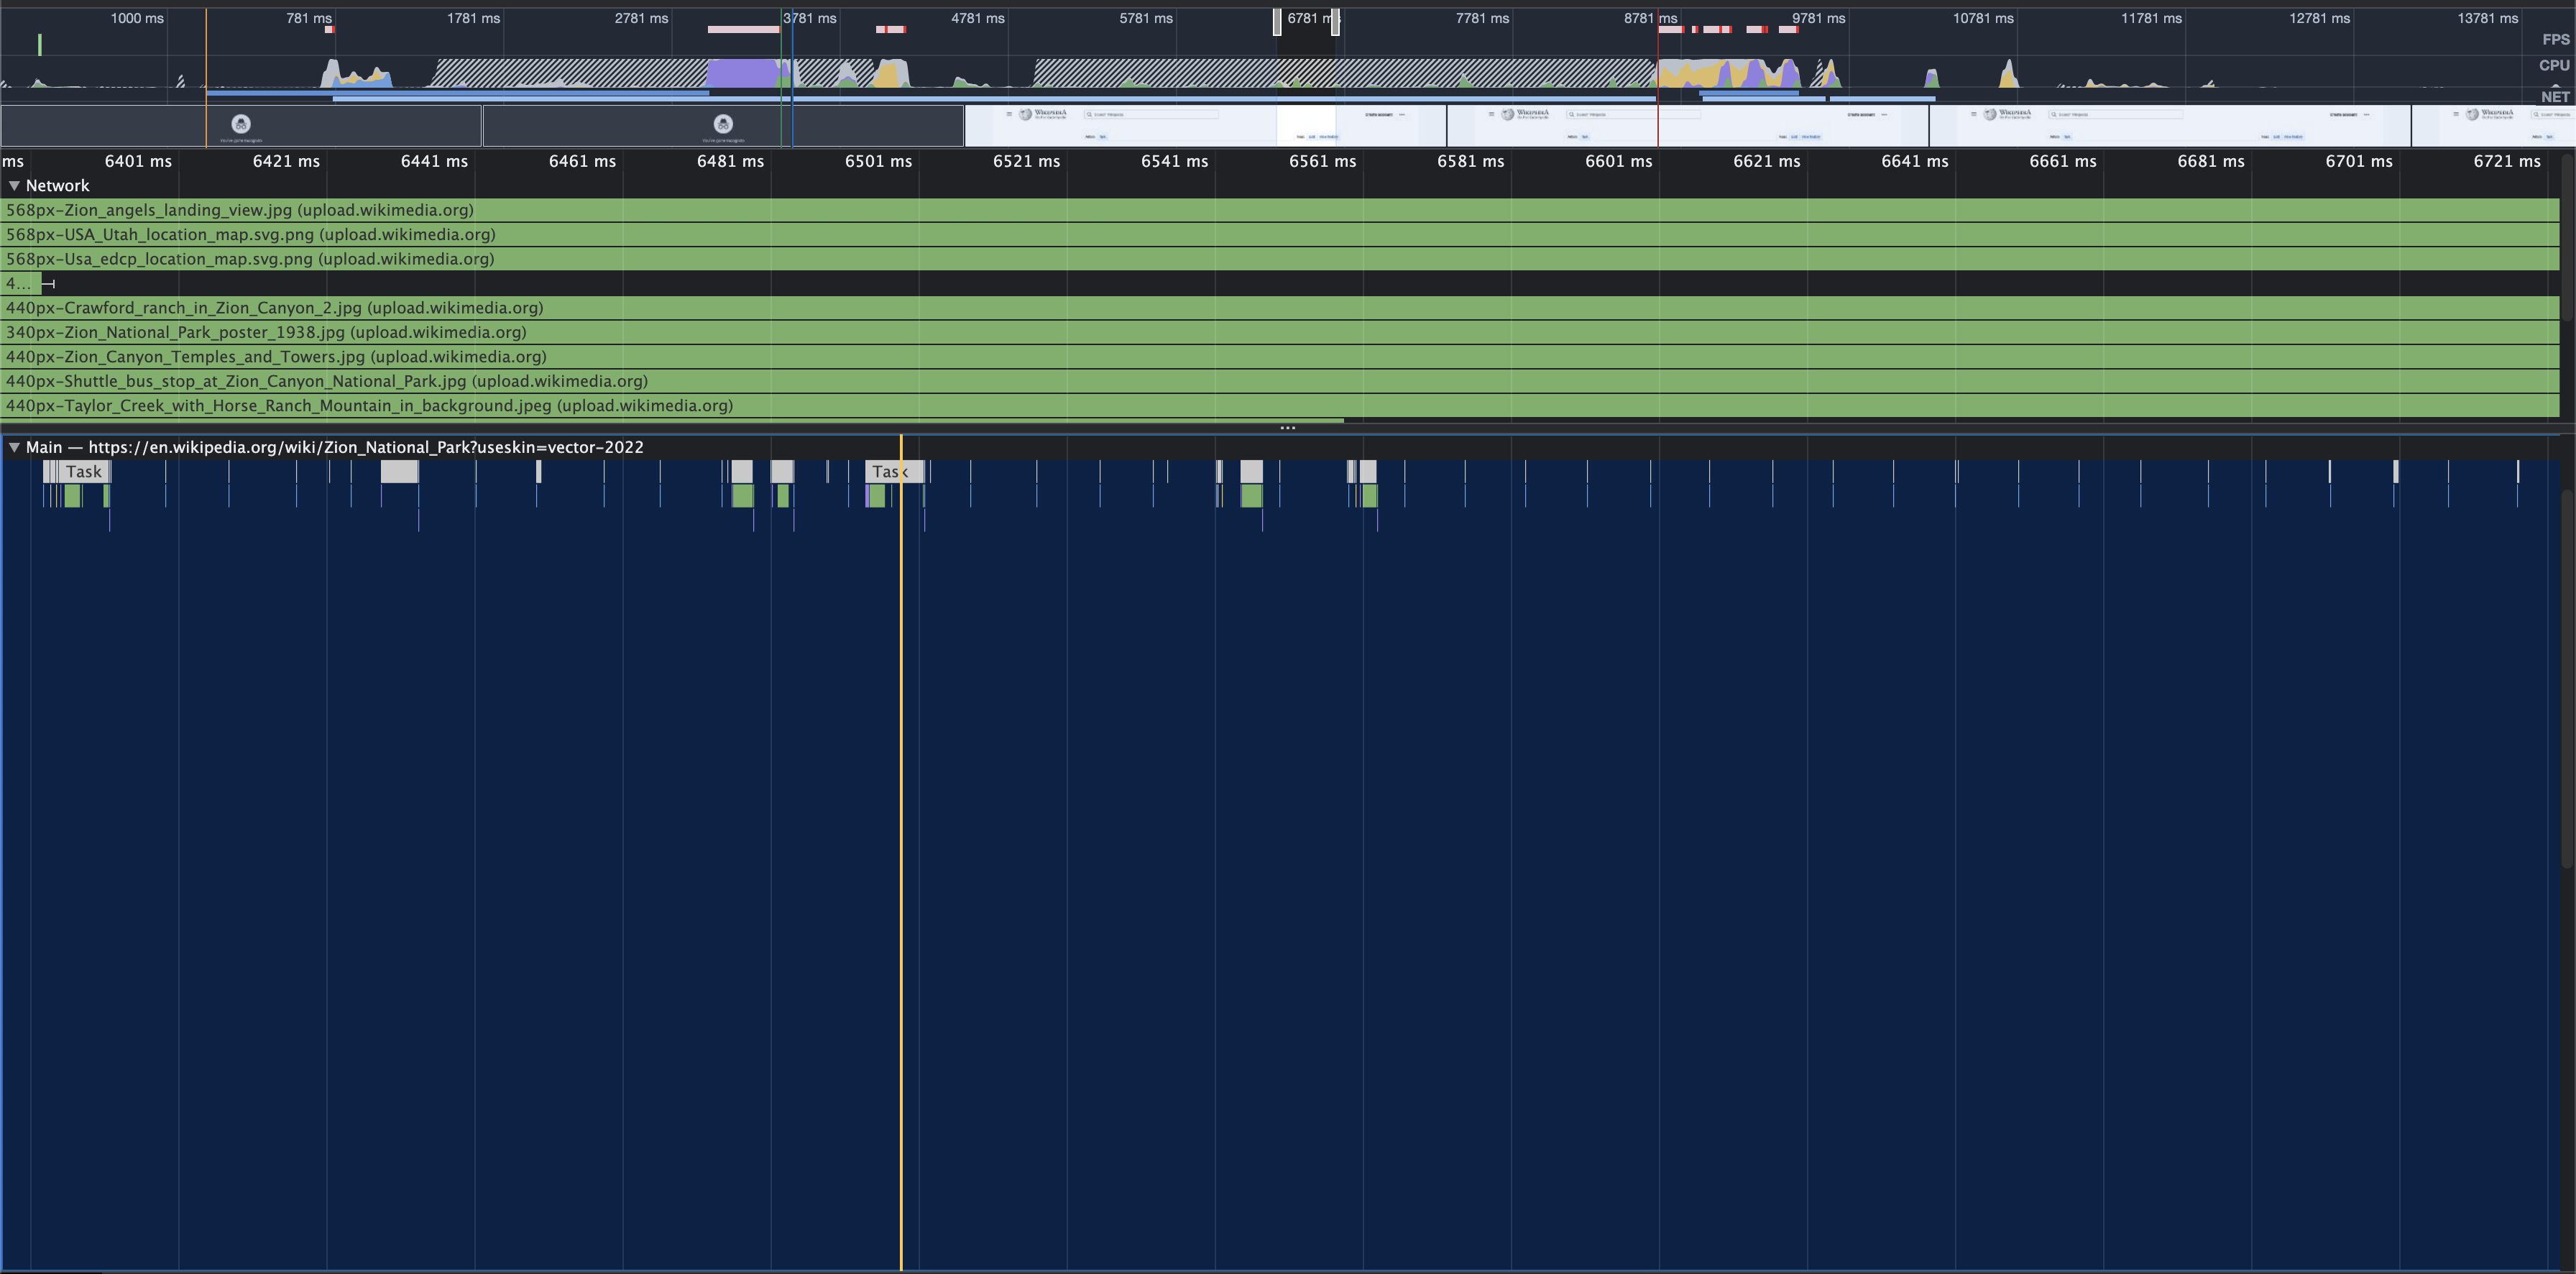 1000 ms 781 ms 1781 ms 2781 ms 3781 ms 4781 ms 5781 ms 6781 ms 7781 ms 8781 ms 9781 ms 10781 ms 11781 ms 12781 ms 13781 ms
FPS
CPU
NET
WIKIPEDIA WIKIPEDIA WIKIPEDIA WIKIPEDIA
ms 6401 ms 6421 ms 6441 ms 6461 ms 6481 ms 6501 ms 6521 ms 6541 ms 6561 ms 6581 ms 6601 ms 6621 ms 6641 ms 6661 ms 6681 ms 6701 ms 6721 ms
▼ Network
568px-Zion_angels_landing_view.jpg (upload.wikimedia.org)
568px-USA_Utah_location_map.svg.png (upload.wikimedia.org)
568px-Usa_edcp_location_map.svg.png (upload.wikimedia.org)
4…
440px-Crawford_ranch_in_Zion_Canyon_2.jpg (upload.wikimedia.org)
340px-Zion_National_Park_poster_1938.jpg (upload.wikimedia.org)
440px-Zion_Canyon_Temples_and_Towers.jpg (upload.wikimedia.org)
440px-Shuttle_bus_stop_at_Zion_Canyon_National_Park.jpg (upload.wikimedia.org)
440px-Taylor_Creek_with_Horse_Ranch_Mountain_in_background.jpeg (upload.wikimedia.org)
▼ Main — https://en.wikipedia.org/wiki/Zion_National_Park?useskin=vector-2022
Task Task